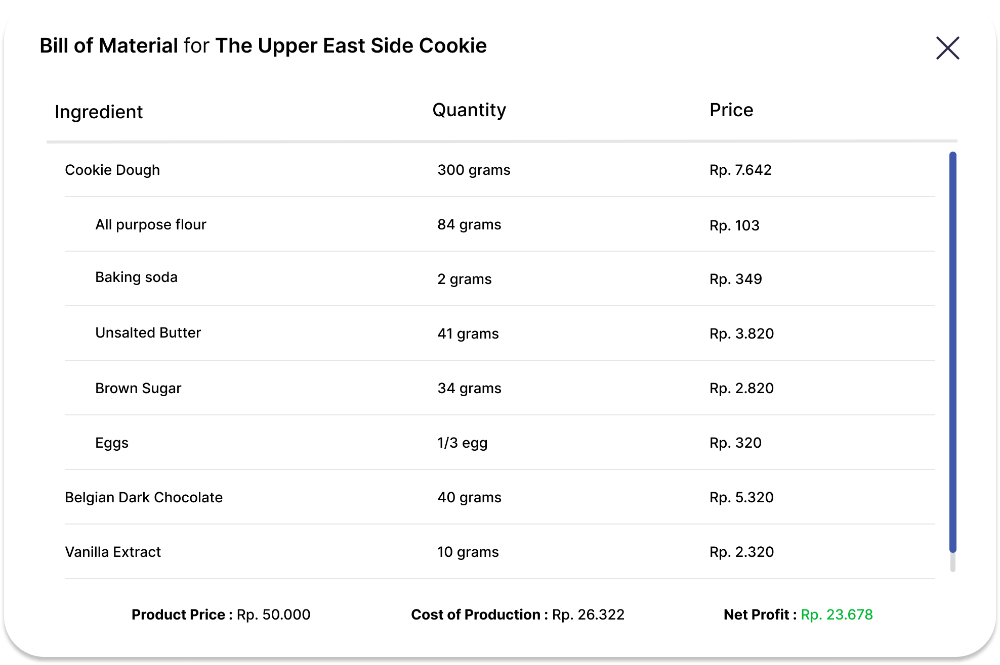 Bill of Material for The Upper East Side Cookie
Ingredient Quantity Price
Cookie Dough 300 grams Rp. 7.642
All purpose flour 84 grams Rp. 103
Baking soda 2 grams Rp. 349
Unsalted Butter 41 grams Rp. 3.820
Brown Sugar 34 grams Rp. 2.820
Eggs 1/3 egg Rp. 320
Belgian Dark Chocolate 40 grams Rp. 5.320
Vanilla Extract 10 grams Rp. 2.320
Product Price : Rp. 50.000 Cost of Production : Rp. 26.322 Net Profit : Rp. 23.678